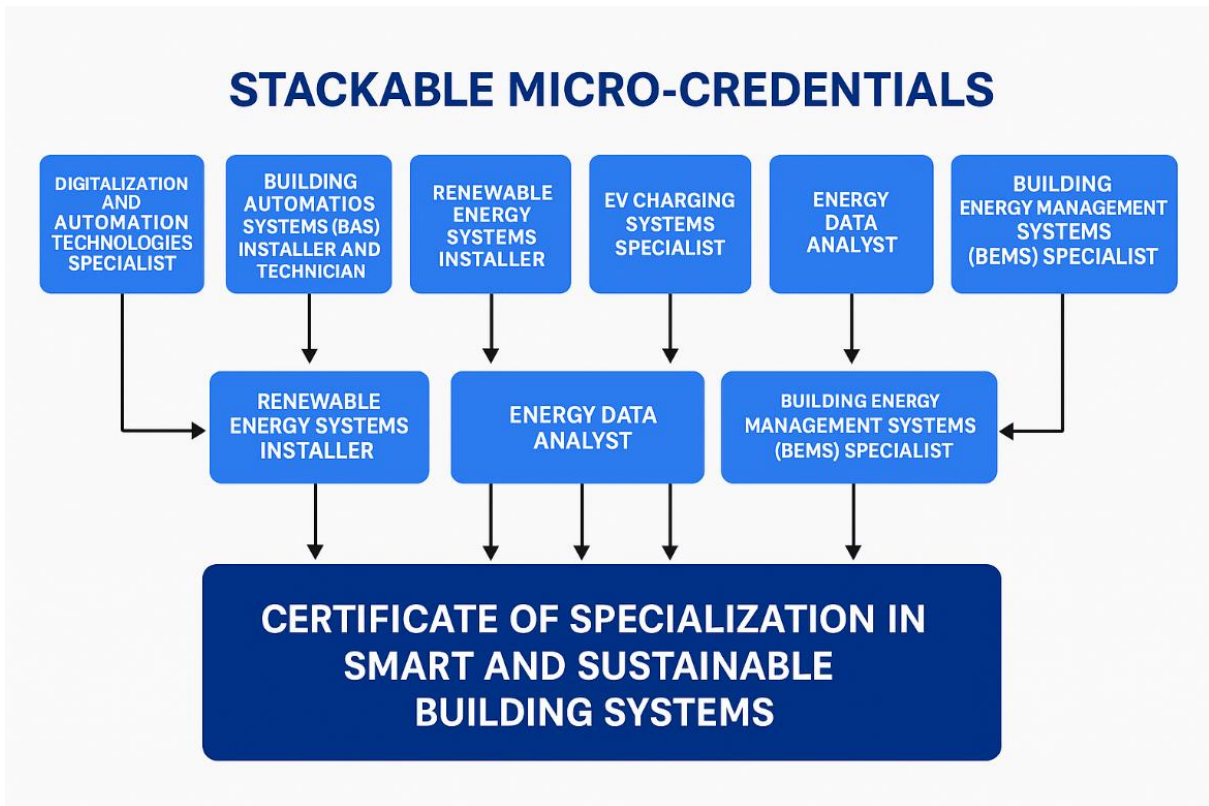 STACKABLE MICRO-CREDENTIALS
DIGITALIZATION
AND
AUTOMATION
TECHNOLOGIES
SPECIALIST
BUILDING
AUTOMATIOS
SYSTEMS (BAS)
INSTALLER AND
TECHNICIAN
RENEWABLE
ENERGY
SYSTEMS
INSTALLER
EV CHARGING
SYSTEMS
SPECIALIST
ENERGY
DATA
ANALYST
BUILDING
ENERGY MANAGEMENT
SYSTEMS
(BEMS) SPECIALIST
RENEWABLE
ENERGY SYSTEMS
INSTALLER
ENERGY DATA
ANALYST
BUILDING ENERGY
MANAGEMENT SYSTEMS
(BEMS) SPECIALIST
CERTIFICATE OF SPECIALIZATION IN
SMART AND SUSTAINABLE
BUILDING SYSTEMS